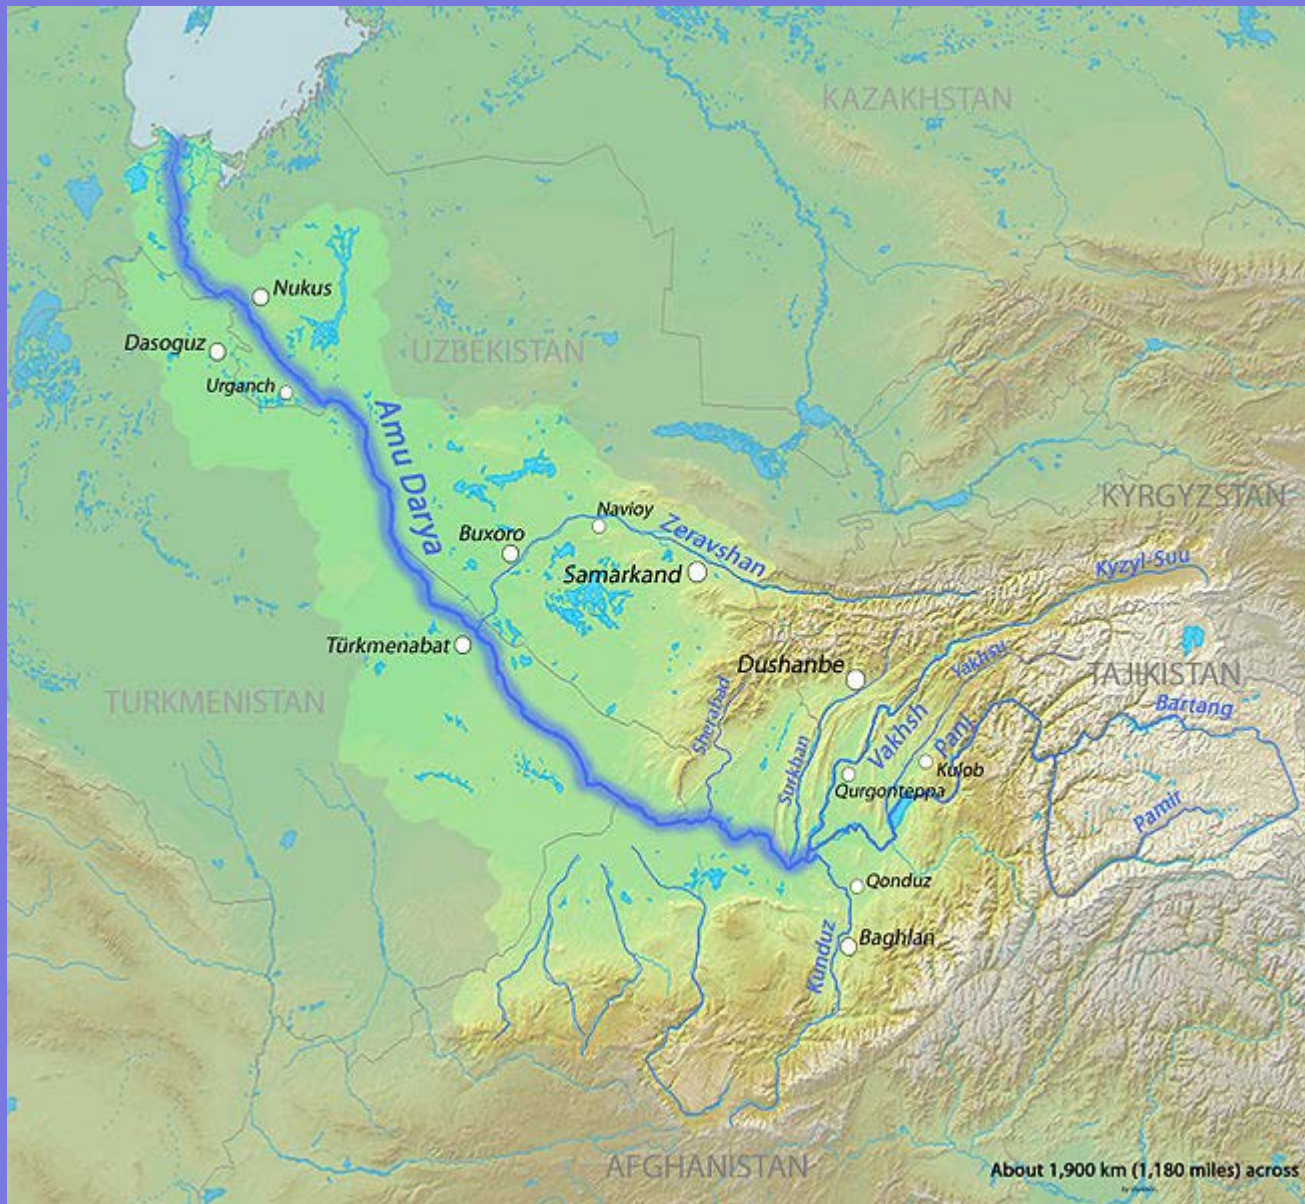 KAZAKHSTAN
Nukus
Dasoguz
UZBEKISTAN
Urganch
Amu Darya
KYRGYZSTAN
Navioy
Buxoro
Zeravshan
Samarkand
Kyzyl-Suu
Türkmenabat
Dushanbe
Yakhsu
TAJIKISTAN
TURKMENISTAN
Sherabad
Bartang
Vakhsh
Panj
Surkhan
Kulob
Qurgonteppa
Pamir
Qonduz
Baghlan
Kunduz
AFGHANISTAN
About 1,900 km (1,180 miles) across